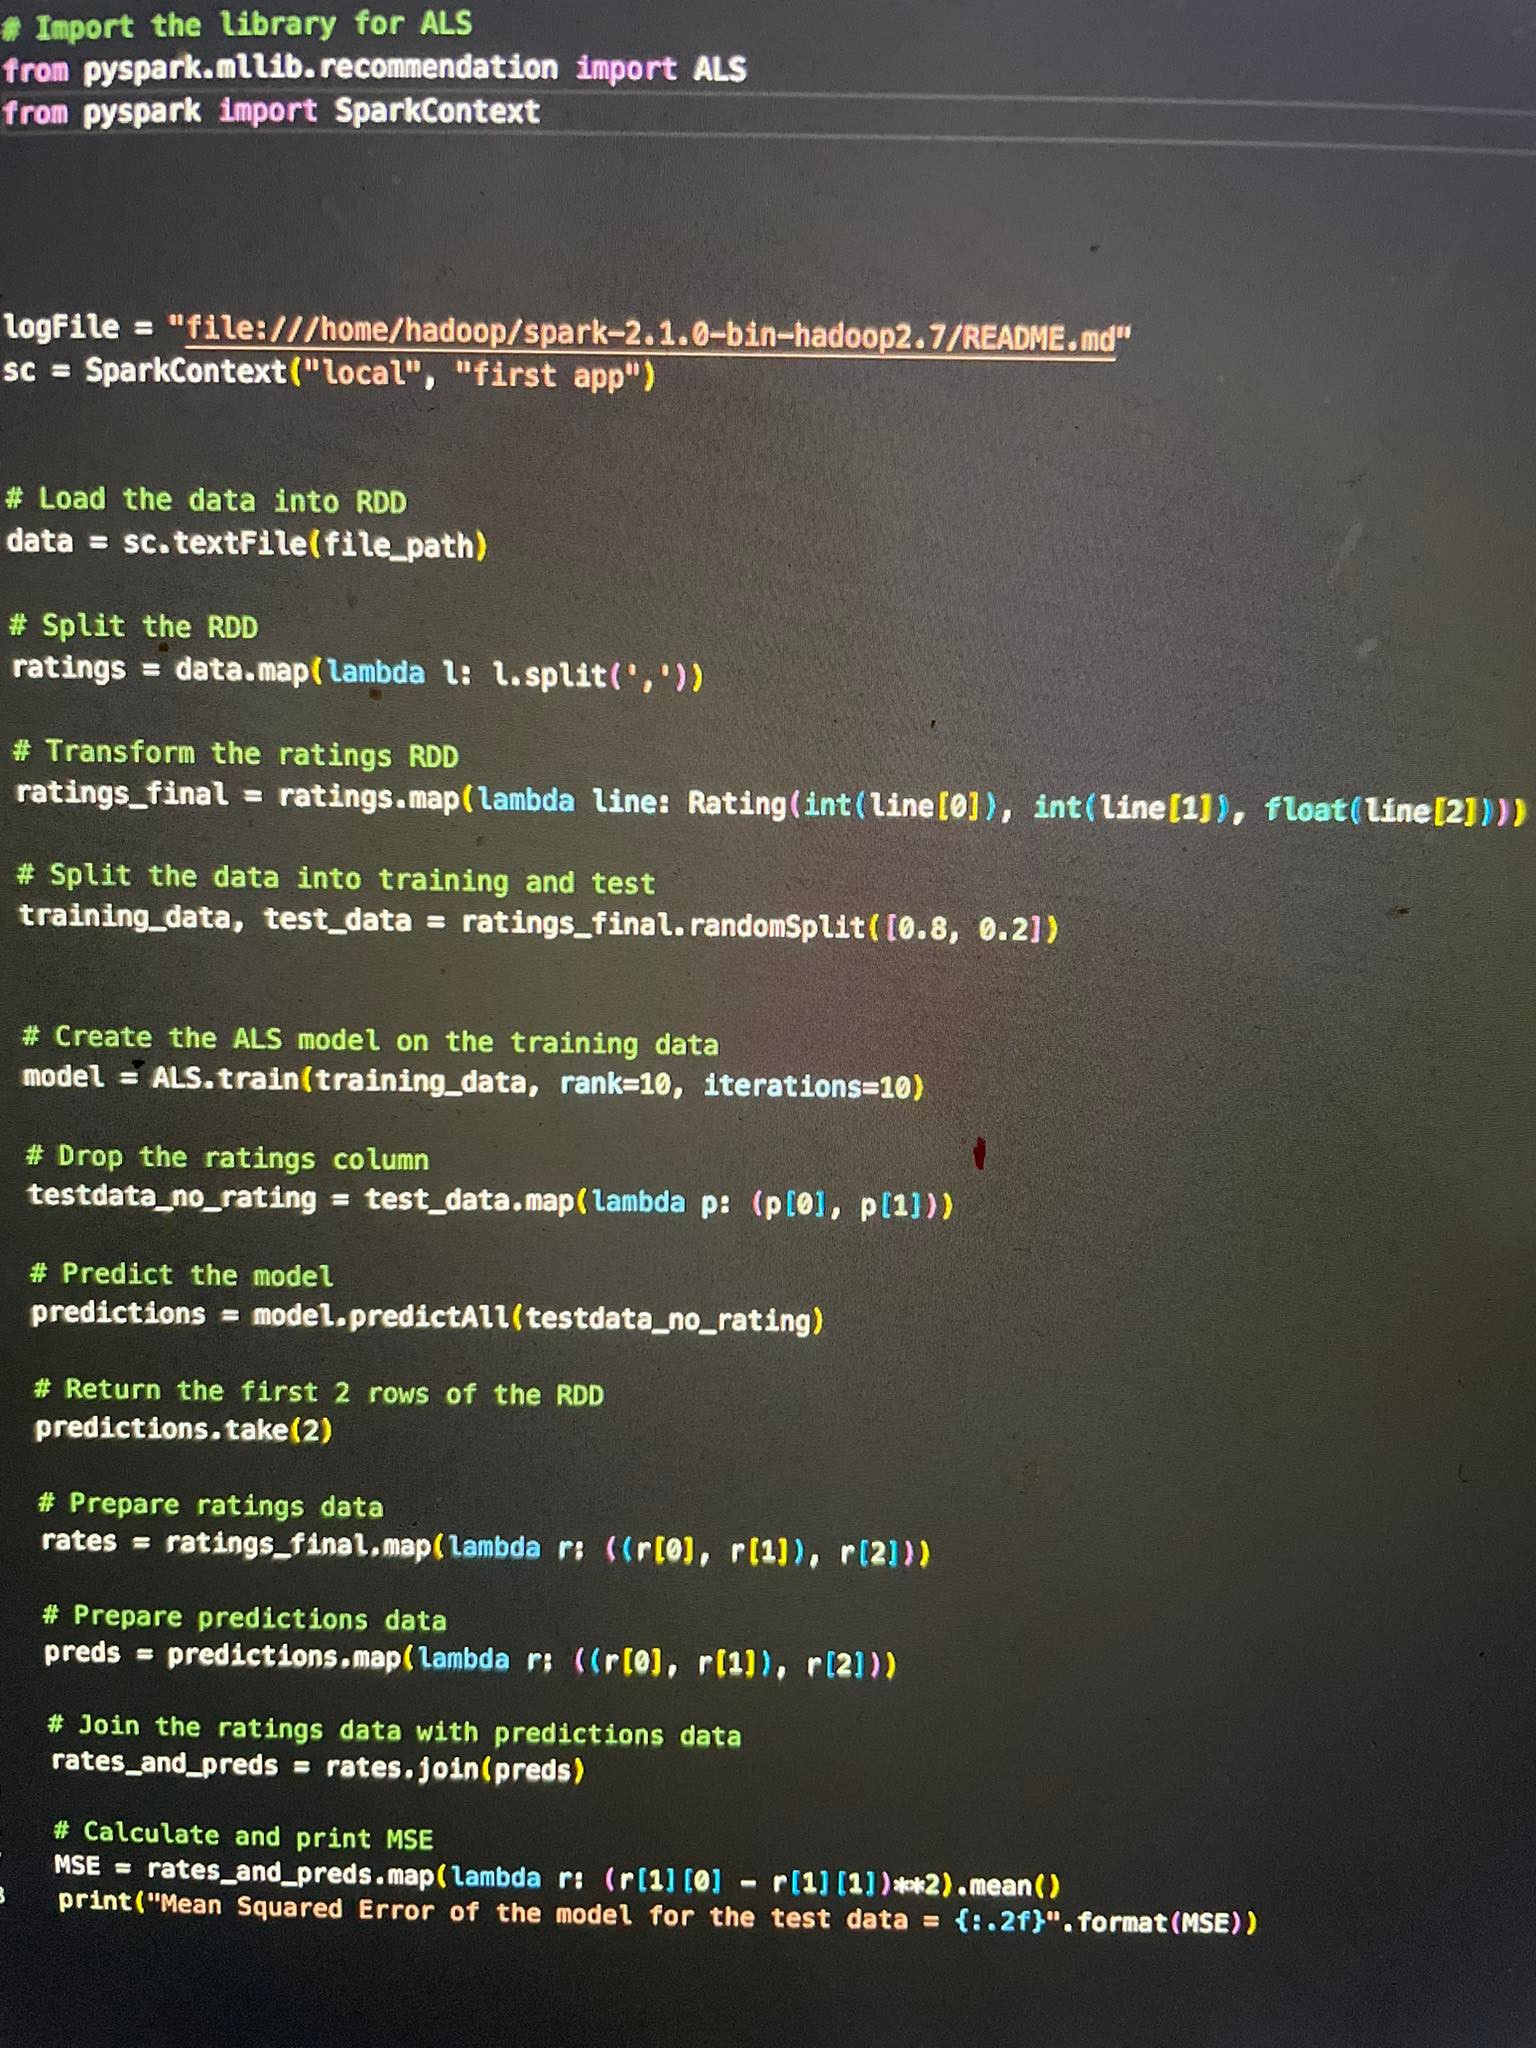 # Import the library for ALS
from pyspark.mllib.recommendation import ALS
from pyspark import SparkContext
logFile = "file:///home/hadoop/spark-2.1.0-bin-hadoop2.7/README.md"
sc = SparkContext("local", "first app")
# Load the data into RDD
data = sc.textFile(file_path)
# Split the RDD
ratings = data.map(lambda l: l.split(','))
# Transform the ratings RDD
ratings_final = ratings.map(lambda line: Rating(int(line[0]), int(line[1]), float(line[2])))
# Split the data into training and test
training_data, test_data = ratings_final.randomSplit([0.8, 0.2])
# Create the ALS model on the training data
model = ALS.train(training_data, rank=10, iterations=10)
# Drop the ratings column
testdata_no_rating = test_data.map(lambda p: (p[0], p[1]))
# Predict the model
predictions = model.predictAll(testdata_no_rating)
# Return the first 2 rows of the RDD
predictions.take(2)
# Prepare ratings data
rates = ratings_final.map(lambda r: ((r[0], r[1]), r[2]))
# Prepare predictions data
preds = predictions.map(lambda r: ((r[0], r[1]), r[2]))
# Join the ratings data with predictions data
rates_and_preds = rates.join(preds)
# Calculate and print MSE
MSE = rates_and_preds.map(lambda r: (r[1][0] - r[1][1])**2).mean()
print("Mean Squared Error of the model for the test data = {:.2f}".format(MSE))